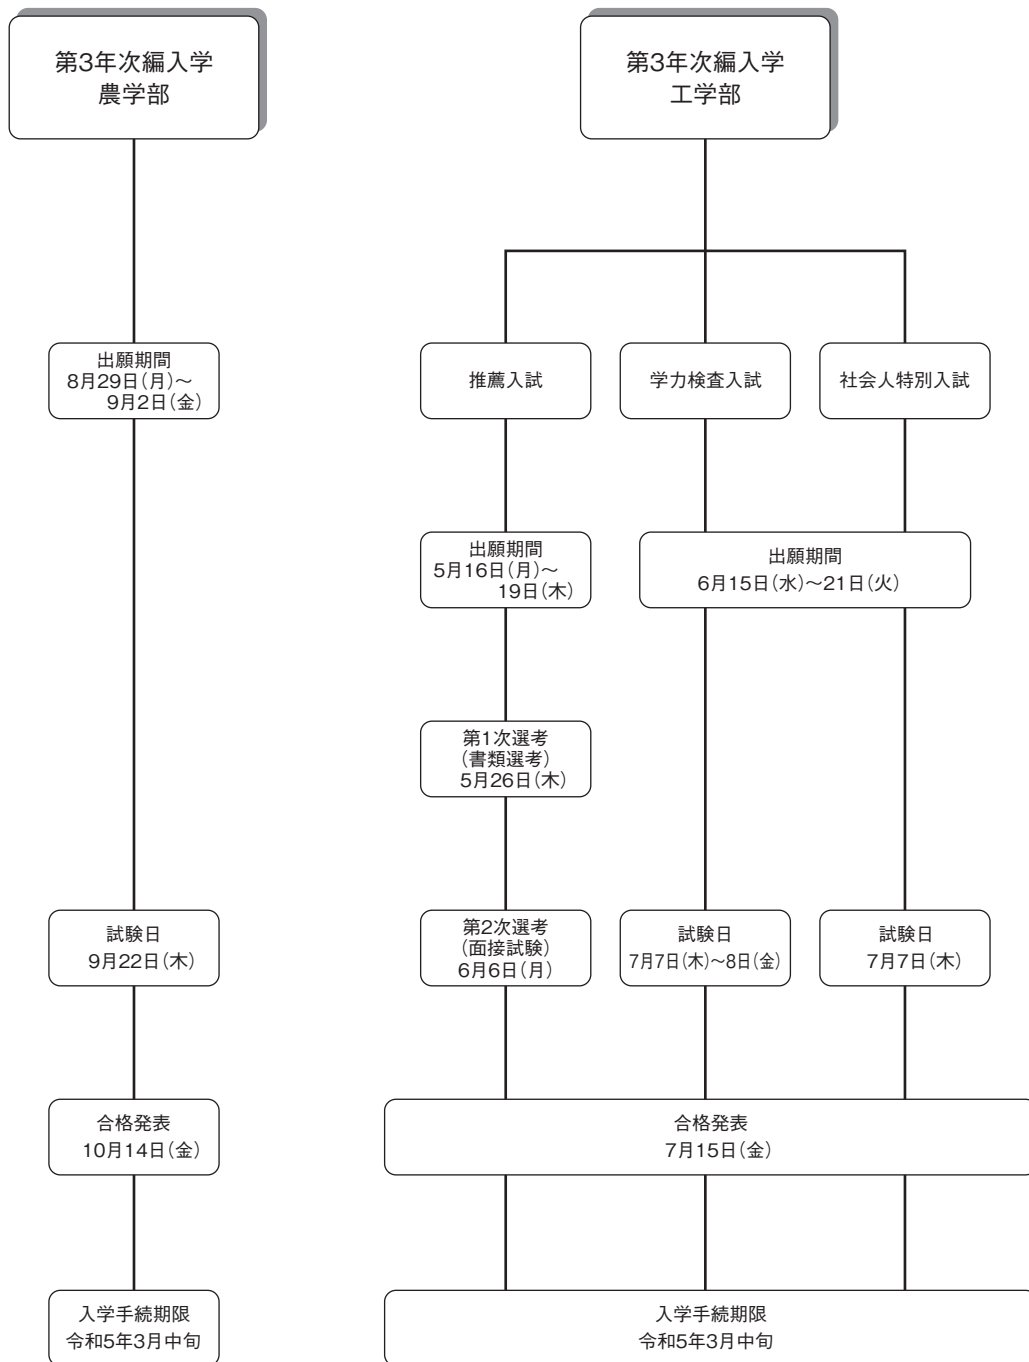 第3年次編入学
農学部
出願期間
8月29日(月)〜
9月2日(金)
試験日
9月22日(木)
合格発表
10月14日(金)
入学手続期限
令和5年3月中旬
第3年次編入学
工学部
推薦入試
学力検査入試
社会人特別入試
出願期間
5月16日(月)〜
19日(木)
出願期間
6月15日(水)〜21日(火)
第1次選考
(書類選考)
5月26日(木)
第2次選考
(面接試験)
6月6日(月)
試験日
7月7日(木)〜8日(金)
試験日
7月7日(木)
合格発表
7月15日(金)
入学手続期限
令和5年3月中旬